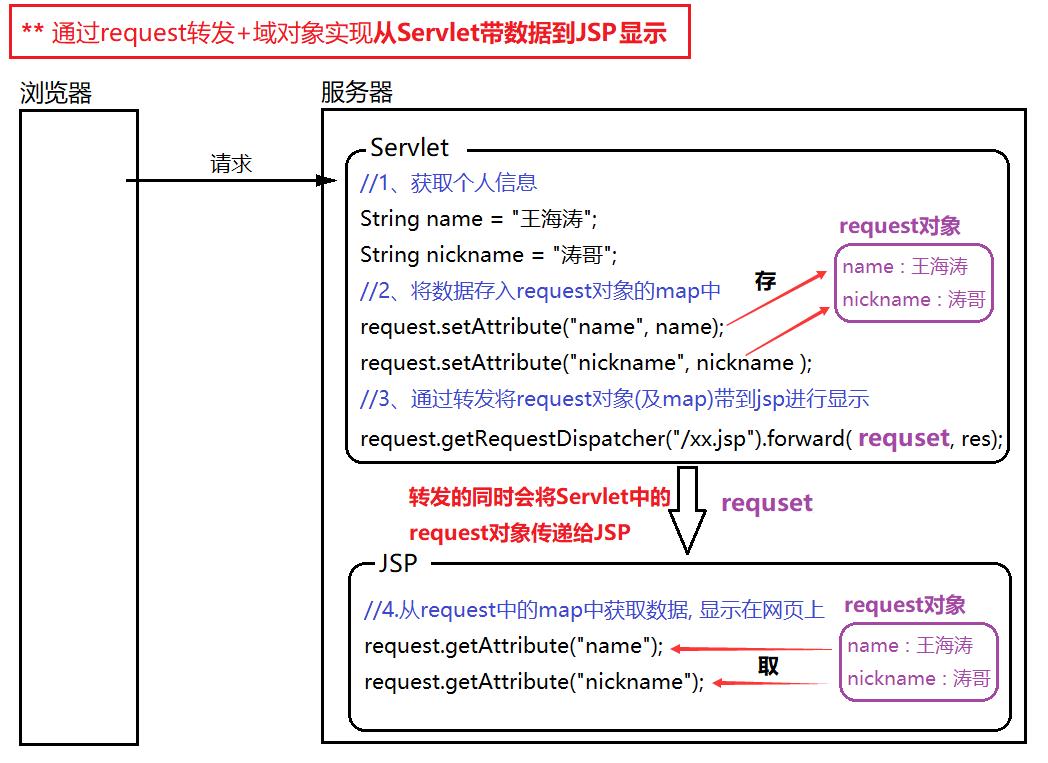 ** 通过request转发+域对象实现从Servlet带数据到JSP显示
浏览器
服务器
请求
Servlet
//1、获取个人信息
String name = "王海涛";
String nickname = "涛哥";
//2、将数据存入request对象的map中
request.setAttribute("name", name);
request.setAttribute("nickname", nickname );
//3、通过转发将request对象(及map)带到jsp进行显示
request.getRequestDispatcher("/xx.jsp").forward( requset, res);
存
request对象
name : 王海涛
nickname : 涛哥
转发的同时会将Servlet中的
request对象传递给JSP
requset
JSP
//4.从request中的map中获取数据, 显示在网页上
request.getAttribute("name");
request.getAttribute("nickname");
取
request对象
name : 王海涛
nickname : 涛哥